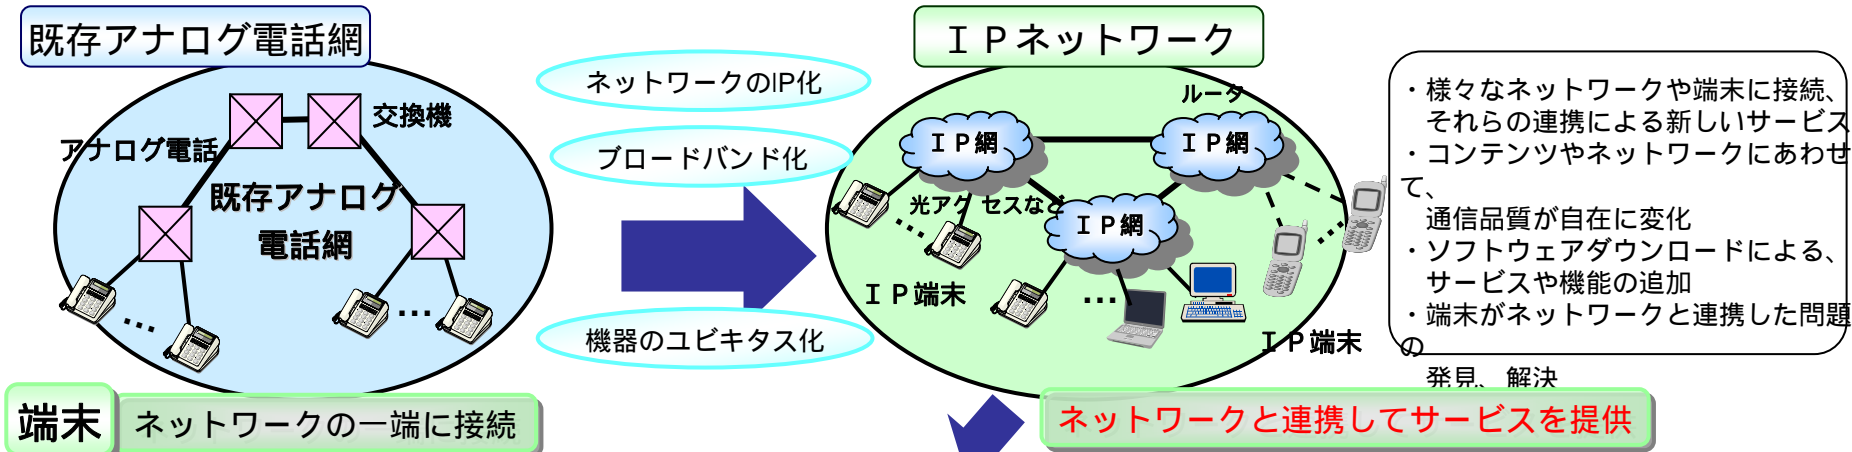 既存アナログ電話網
アナログ電話
交換機
既存アナログ
電話網
…
…
端末
ネットワークの一端に接続
ネットワークのIP化
ブロードバンド化
機器のユビキタス化
ＩＰネットワーク
ルータ
ＩＰ網
ＩＰ網
光アクセスなど
ＩＰ網
ＩＰ端末
…
ＩＰ端末
・様々なネットワークや端末に接続、
それらの連携による新しいサービス
・コンテンツやネットワークにあわせ
て、
通信品質が自在に変化
・ソフトウェアダウンロードによる、
サービスや機能の追加
・端末がネットワークと連携した問題
の
発見、解決
ネットワークと連携してサービスを提供